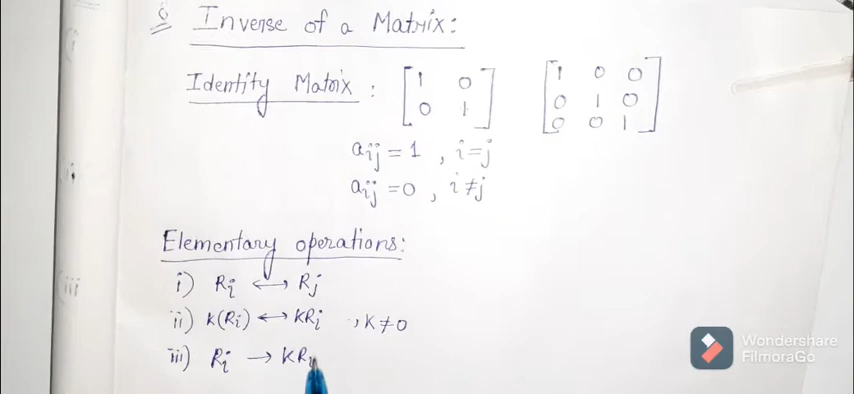 Inverse of a Matrix:
Identity Matrix : [1 0 0 1] [1 0 0 0 1 0 0 0 1]
aij = 1 , i=j
aij = 0 , i≠j
Elementary operations:
i) Ri ↔ Rj
ii) K(Ri) ↔ KRi , K≠0
iii) Ri → KR
Wondershare
FilmoraGo